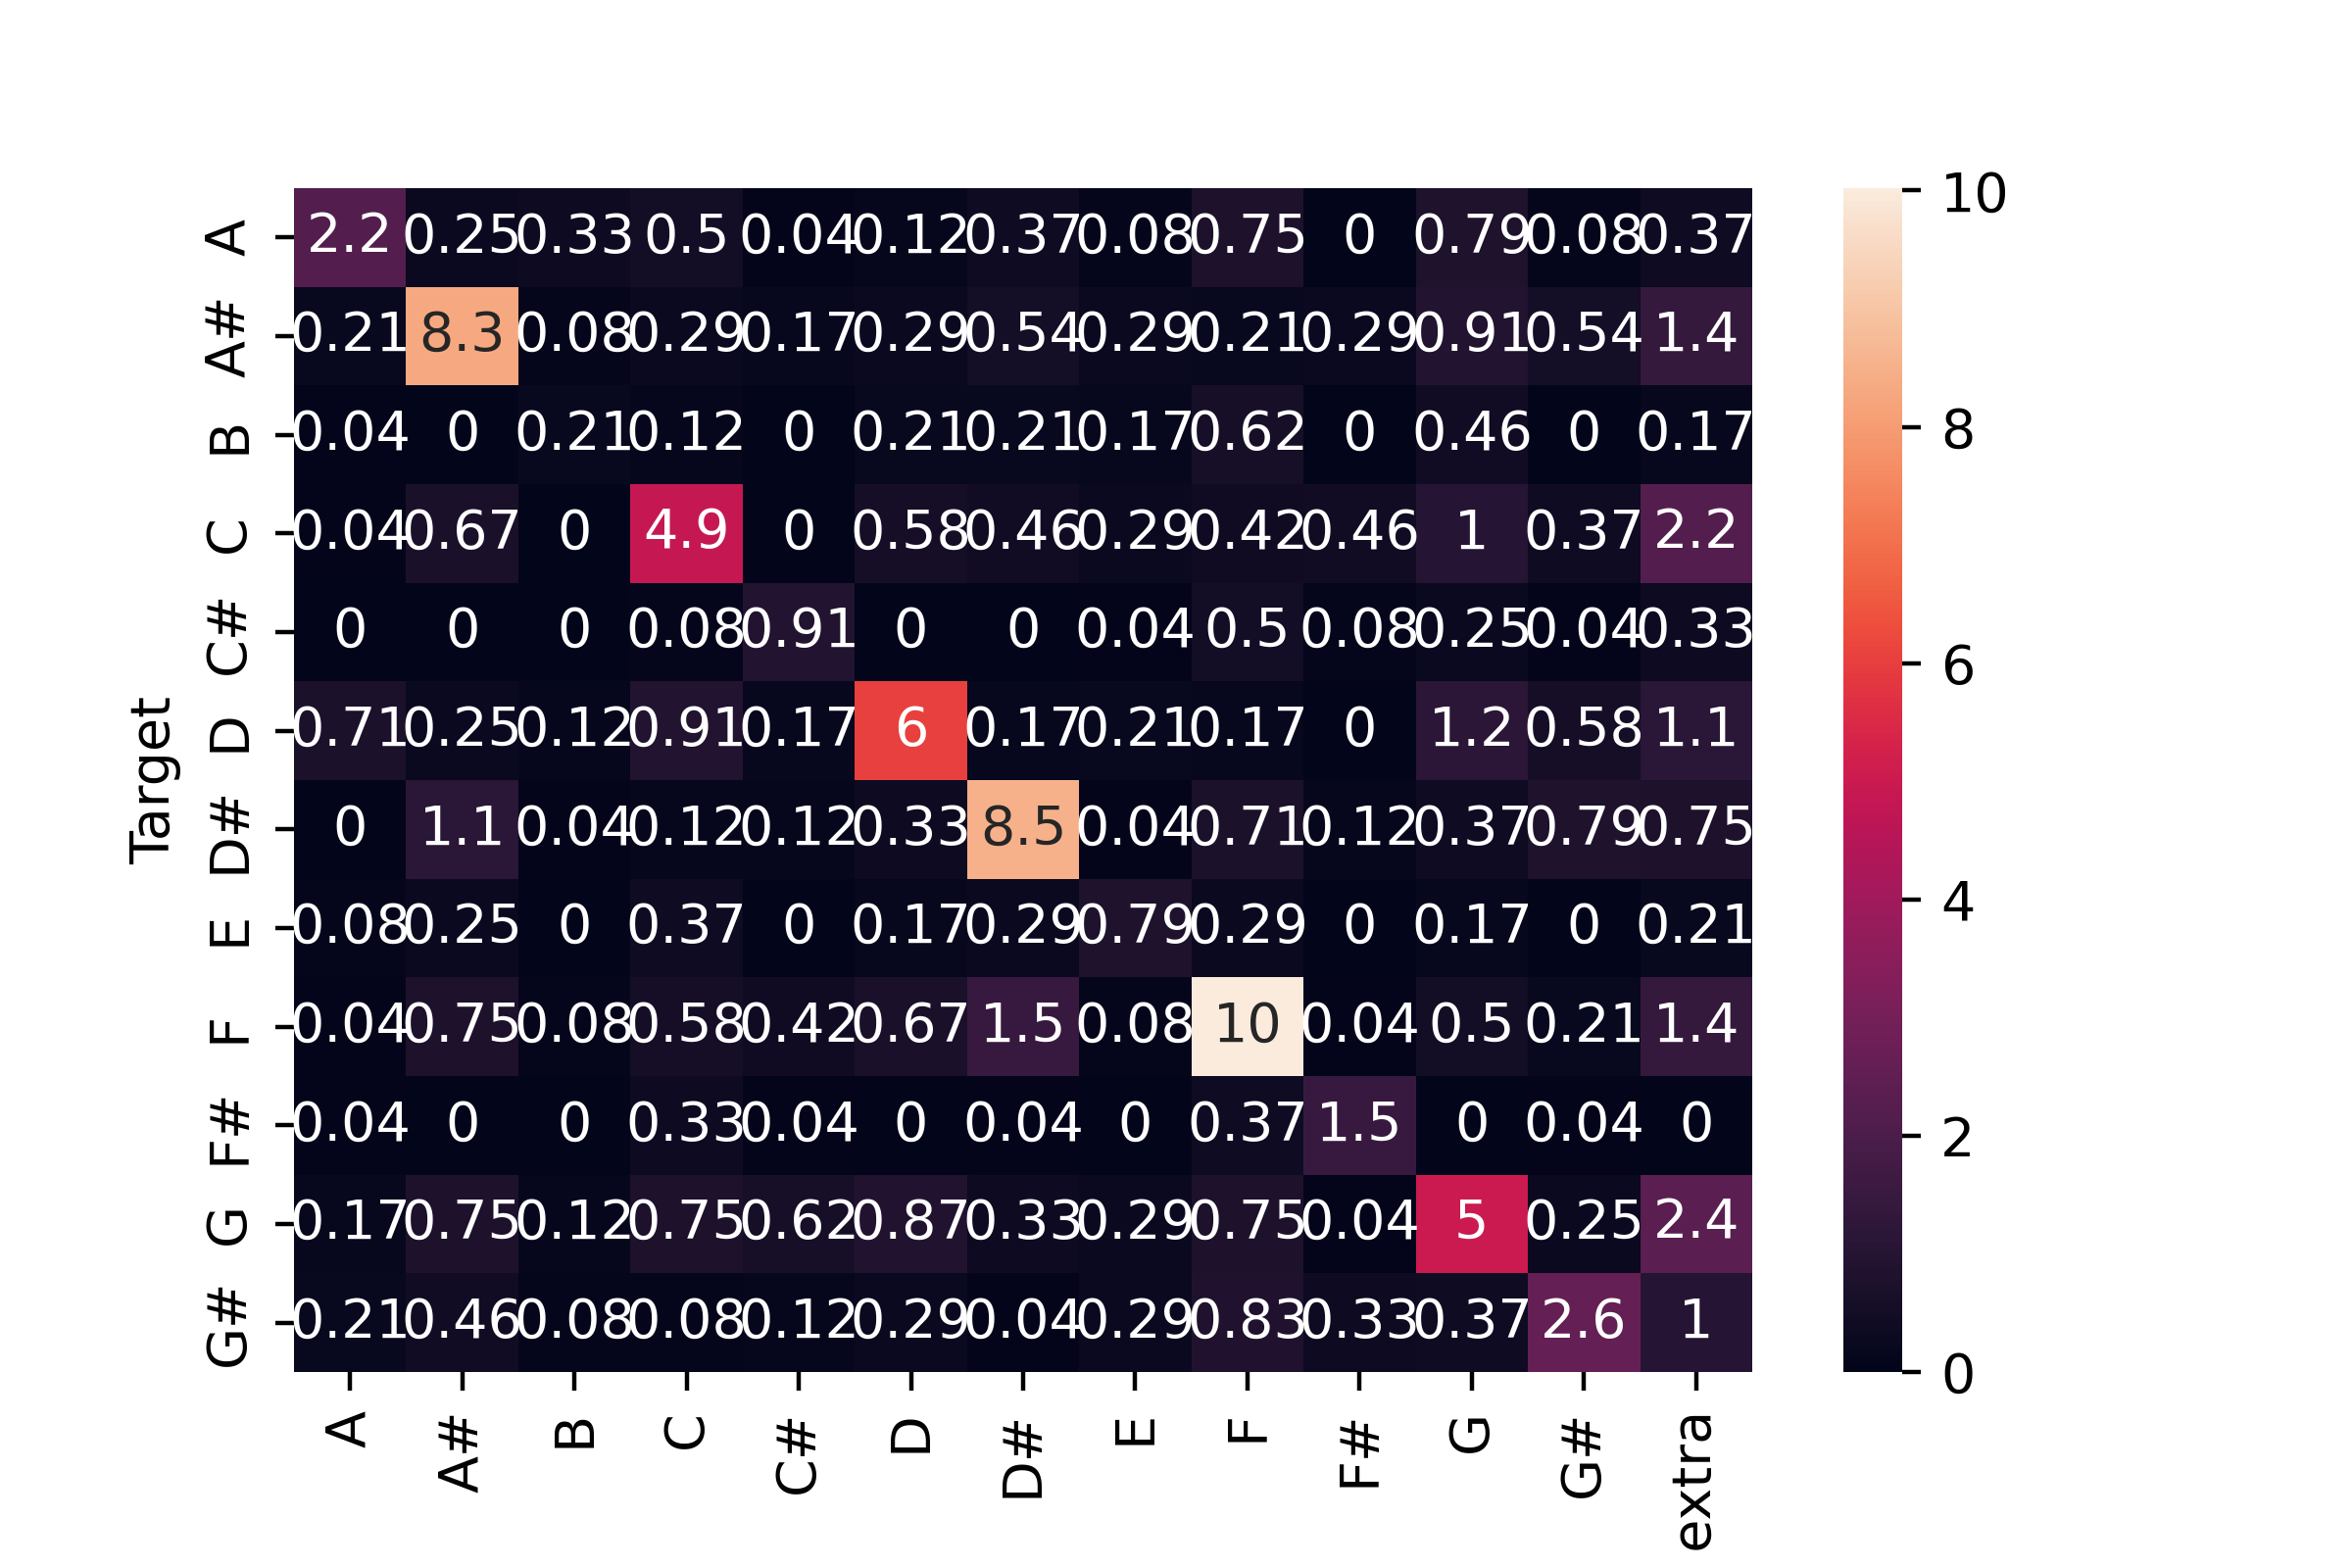 A 2.2 0.25 0.33 0.5 0.04 0.12 0.37 0.08 0.75 0 0.79 0.08 0.37
A# 0.21 8.3 0.08 0.29 0.17 0.29 0.54 0.29 0.21 0.29 0.91 0.54 1.4
B 0.04 0 0.21 0.12 0 0.21 0.21 0.17 0.62 0 0.46 0 0.17
C 0.04 0.67 0 4.9 0 0.58 0.46 0.29 0.42 0.46 1 0.37 2.2
C# 0 0 0 0.08 0.91 0 0 0.04 0.5 0.08 0.25 0.04 0.33
D 0.71 0.25 0.12 0.91 0.17 6 0.17 0.21 0.17 0 1.2 0.58 1.1
D# 0 1.1 0.04 0.12 0.12 0.33 8.5 0.04 0.71 0.12 0.37 0.79 0.75
E 0.08 0.25 0 0.37 0 0.17 0.29 0.79 0.29 0 0.17 0 0.21
F 0.04 0.75 0.08 0.58 0.42 0.67 1.5 0.08 10 0.04 0.5 0.21 1.4
F# 0.04 0 0 0.33 0.04 0 0.04 0 0.37 1.5 0 0.04 0
G 0.17 0.75 0.12 0.75 0.62 0.87 0.33 0.29 0.75 0.04 5 0.25 2.4
G# 0.21 0.46 0.08 0.08 0.12 0.29 0.04 0.29 0.83 0.33 0.37 2.6 1
A A# B C C# D D# E F F# G G# extra
Target
10
8
6
4
2
0